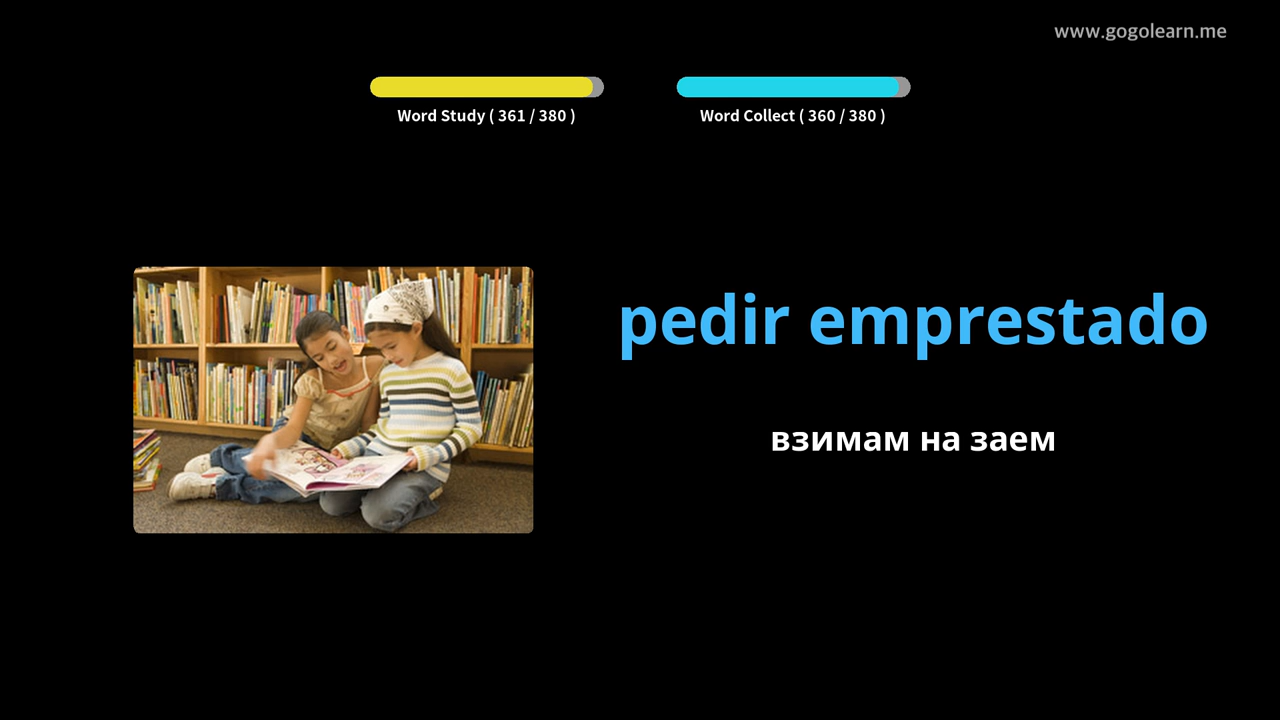 www.gogolearn.me
Word Study ( 361 / 380 )
Word Collect ( 360 / 380 )
pedir emprestado
взимам на заем